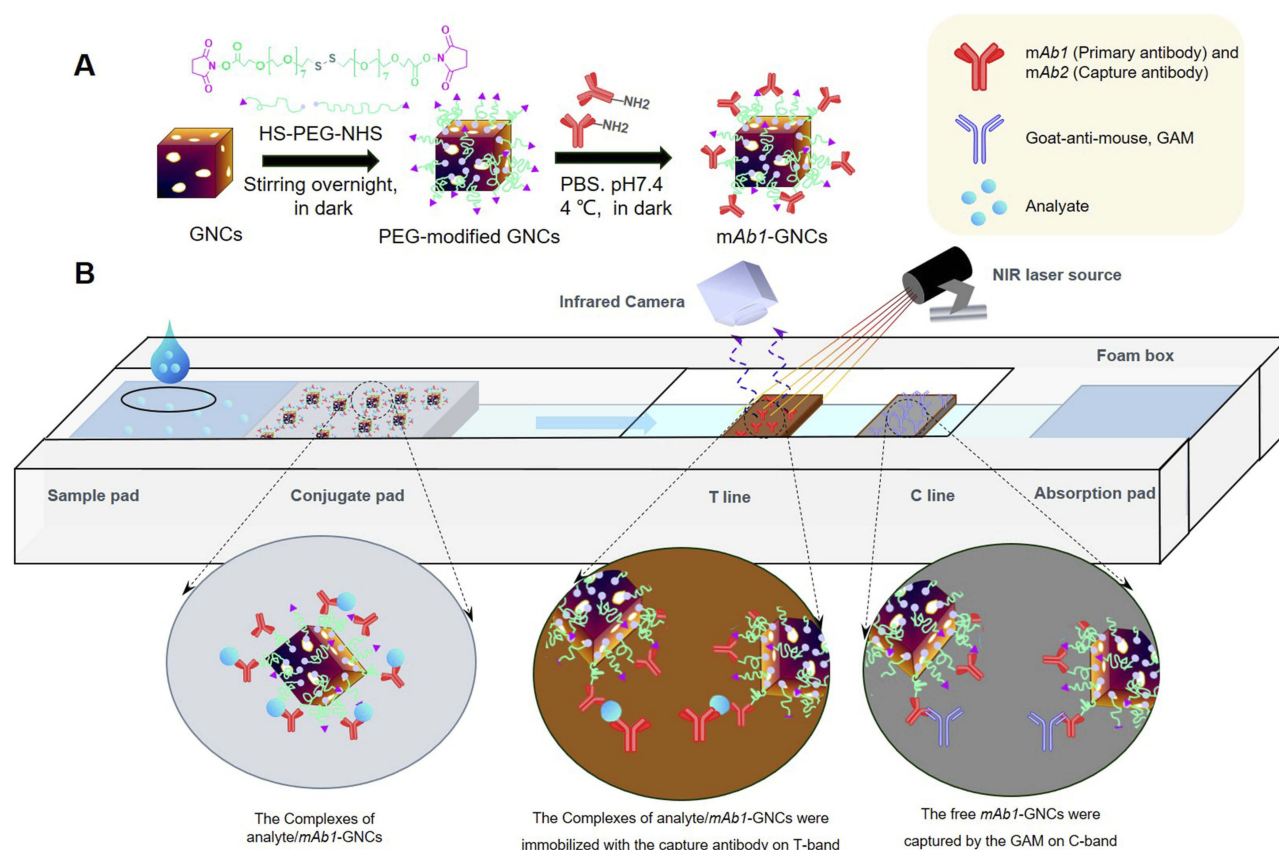 A
N
O
O
O
O
O
7
S
S
O
7
O
O
O
N
O
O
HS-PEG-NHS
Stirring overnight,
in dark
GNCs
PEG-modified GNCs
NH2
NH2
PBS. pH7.4
4 ℃, in dark
mAb1-GNCs
mAb1 (Primary antibody) and
mAb2 (Capture antibody)
Goat-anti-mouse, GAM
Analyate
B
Infrared Camera
NIR laser source
Foam box
Sample pad
Conjugate pad
T line
C line
Absorption pad
The Complexes of
analyte/mAb1-GNCs
The Complexes of analyte/mAb1-GNCs were
immobilized with the capture antibody on T-band
The free mAb1-GNCs were
captured by the GAM on C-band